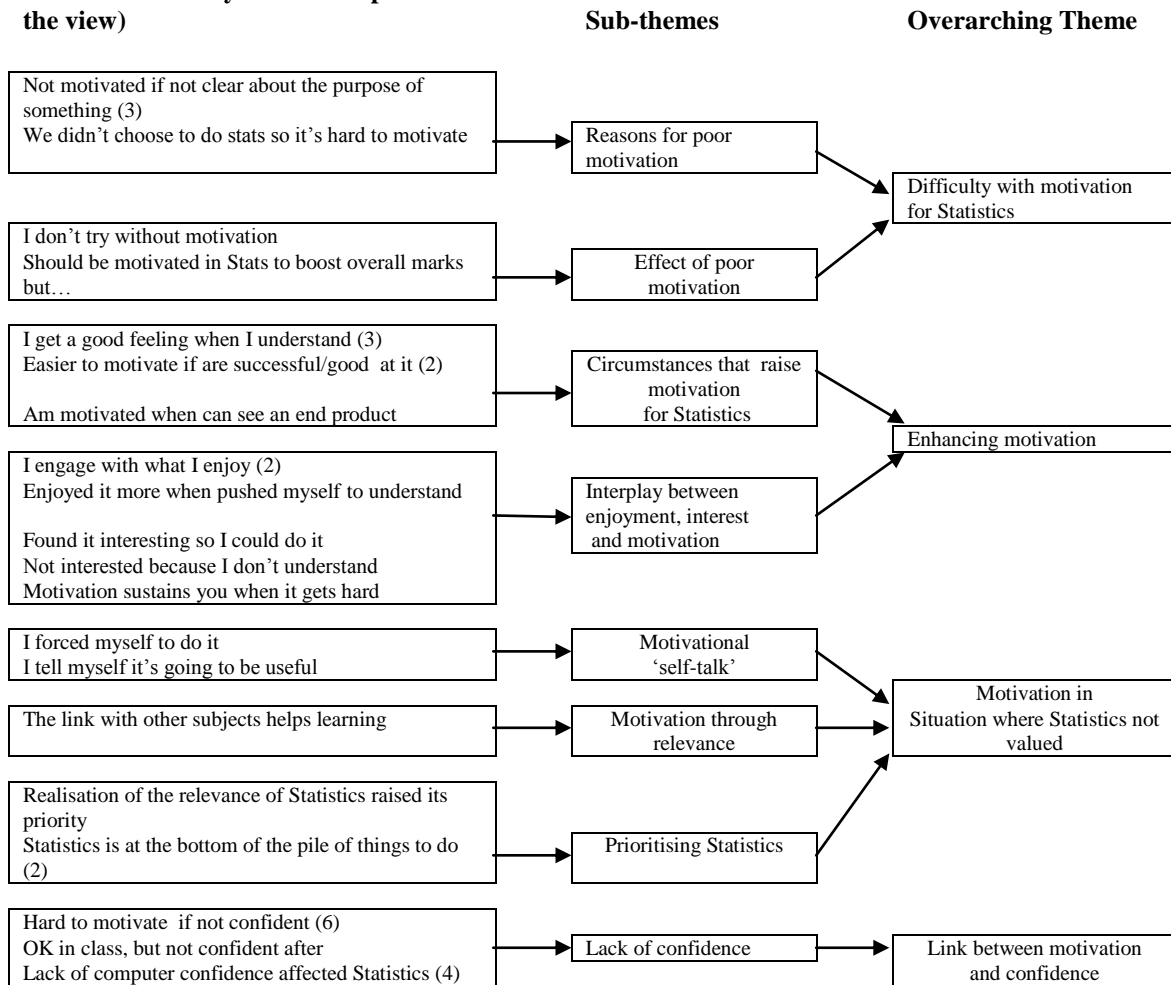 the view)
Sub-themes
Overarching Theme
Not motivated if not clear about the purpose of
something (3)
We didn't choose to do stats so it's hard to motivate
Reasons for poor
motivation
Difficulty with motivation
for Statistics
I don't try without motivation
Should be motivated in Stats to boost overall marks
but…
Effect of poor
motivation
I get a good feeling when I understand (3)
Easier to motivate if are successful/good at it (2)
Am motivated when can see an end product
Circumstances that raise
motivation
for Statistics
Enhancing motivation
I engage with what I enjoy (2)
Enjoyed it more when pushed myself to understand
Found it interesting so I could do it
Not interested because I don't understand
Motivation sustains you when it gets hard
Interplay between
enjoyment, interest
and motivation
I forced myself to do it
I tell myself it's going to be useful
Motivational
'self-talk'
Motivation in
Situation where Statistics not
valued
The link with other subjects helps learning
Motivation through
relevance
Realisation of the relevance of Statistics raised its
priority
Statistics is at the bottom of the pile of things to do
(2)
Prioritising Statistics
Hard to motivate if not confident (6)
OK in class, but not confident after
Lack of computer confidence affected Statistics (4)
Lack of confidence
Link between motivation
and confidence